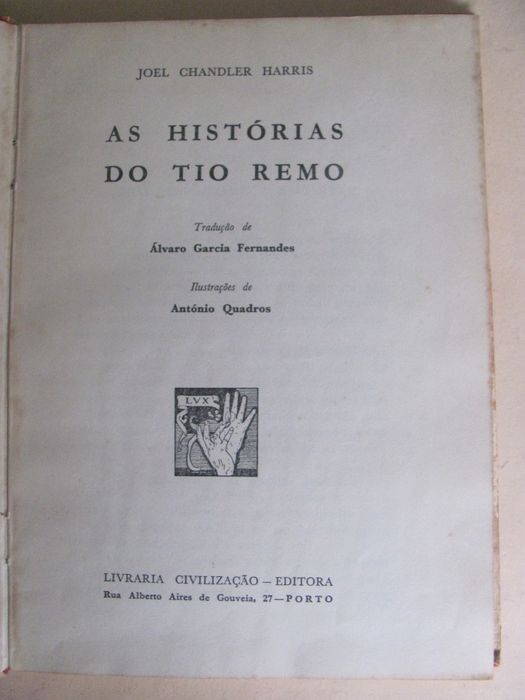 JOEL CHANDLER HARRIS
AS HISTÓRIAS
DO TIO REMO
Tradução de
Álvaro Garcia Fernandes
Ilustrações de
António Quadros
LVX
LIVRARIA CIVILIZAÇÃO — EDITORA
Rua Alberto Aires de Gouveia, 27 — PORTO